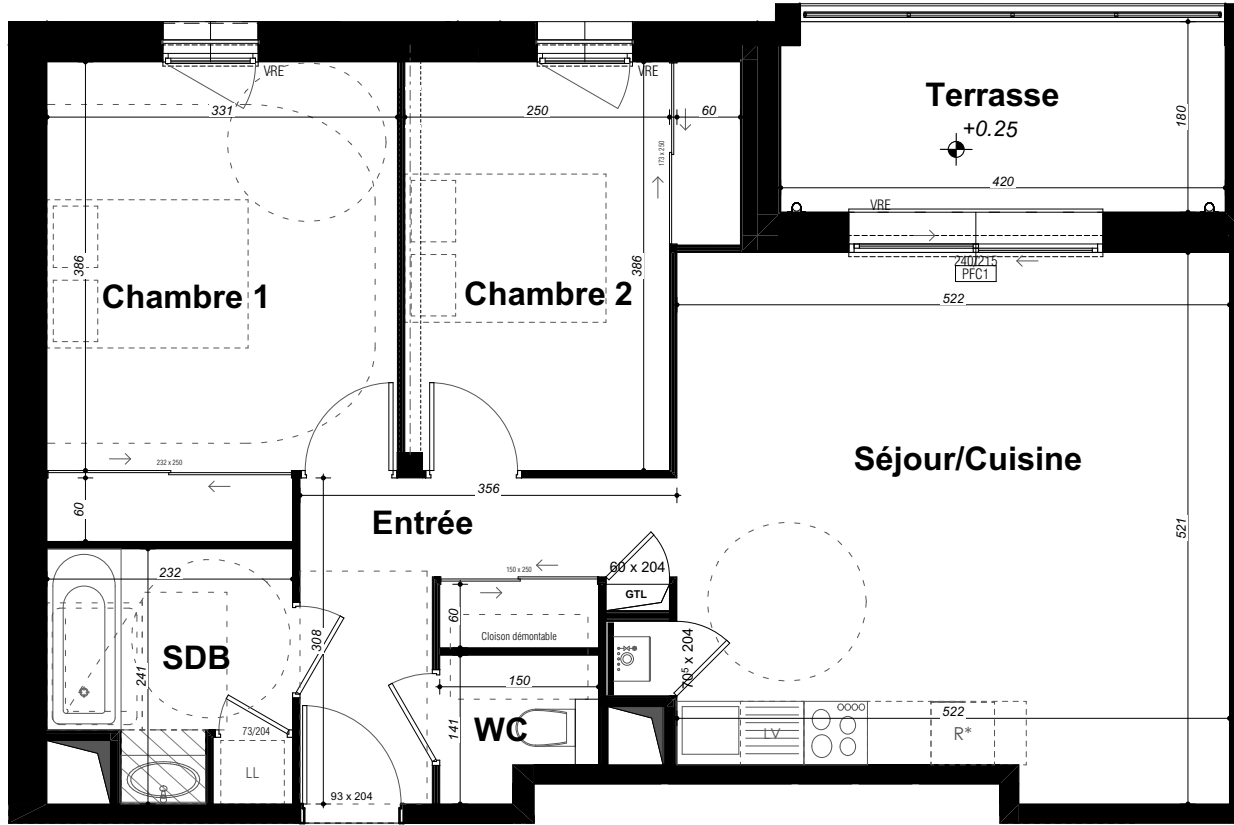 VRE
VRE
331
250
60
173 x 250
Terrasse
+0.25
180
420
VRE
240/215
PFC1
386
386
Chambre 1
Chambre 2
522
Séjour/Cuisine
232 x 250
356
60
Entrée
521
232
150 x 250
60 x 204
GTL
60
Cloison démontable
308
SDB
241
70⁵ x 204
150
141
WC
73/204
LL
LV
522
R*
93 x 204